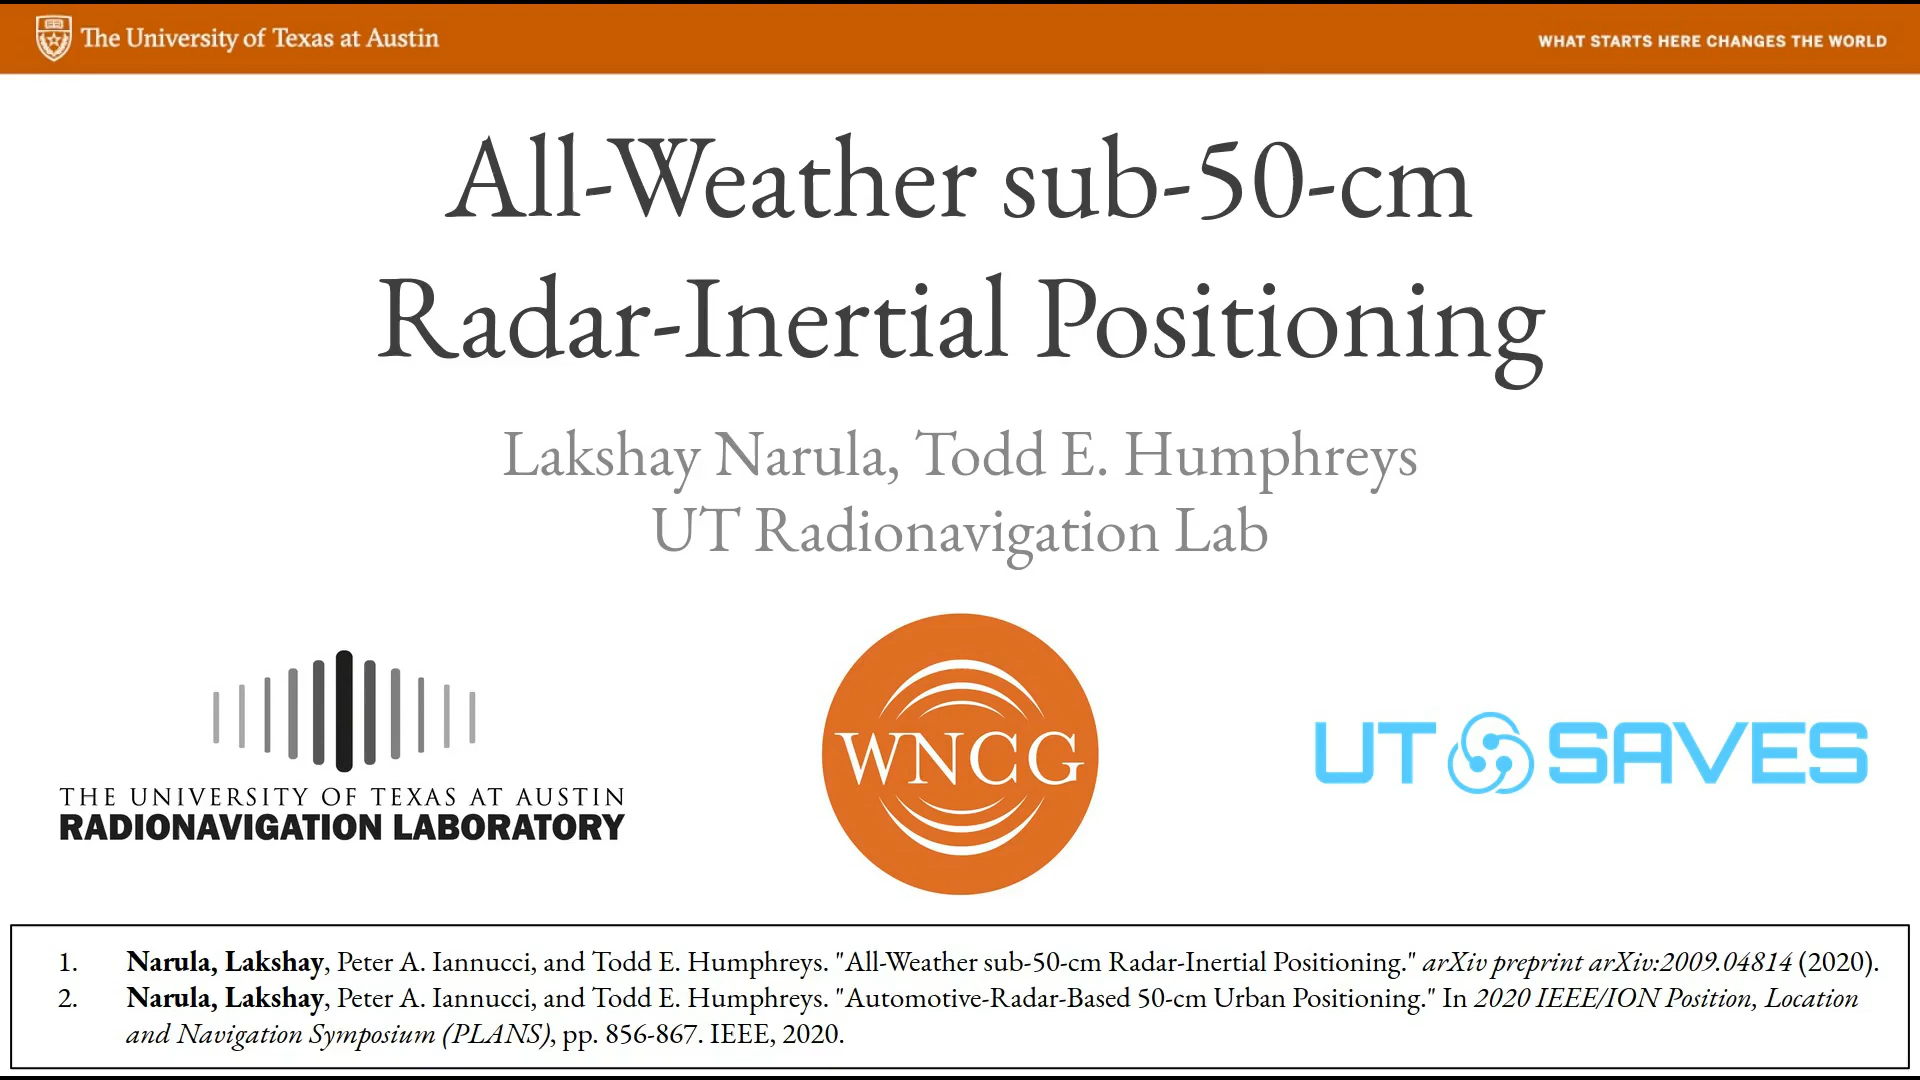 The University of Texas at Austin
WHAT STARTS HERE CHANGES THE WORLD
All-Weather sub-50-cm
Radar-Inertial Positioning
Lakshay Narula, Todd E. Humphreys
UT Radionavigation Lab
THE UNIVERSITY OF TEXAS AT AUSTIN
RADIONAVIGATION LABORATORY
WNCG
UT SAVES
1. Narula, Lakshay, Peter A. Iannucci, and Todd E. Humphreys. "All-Weather sub-50-cm Radar-Inertial Positioning." arXiv preprint arXiv:2009.04814 (2020).
2. Narula, Lakshay, Peter A. Iannucci, and Todd E. Humphreys. "Automotive-Radar-Based 50-cm Urban Positioning." In 2020 IEEE/ION Position, Location
and Navigation Symposium (PLANS), pp. 856-867. IEEE, 2020.